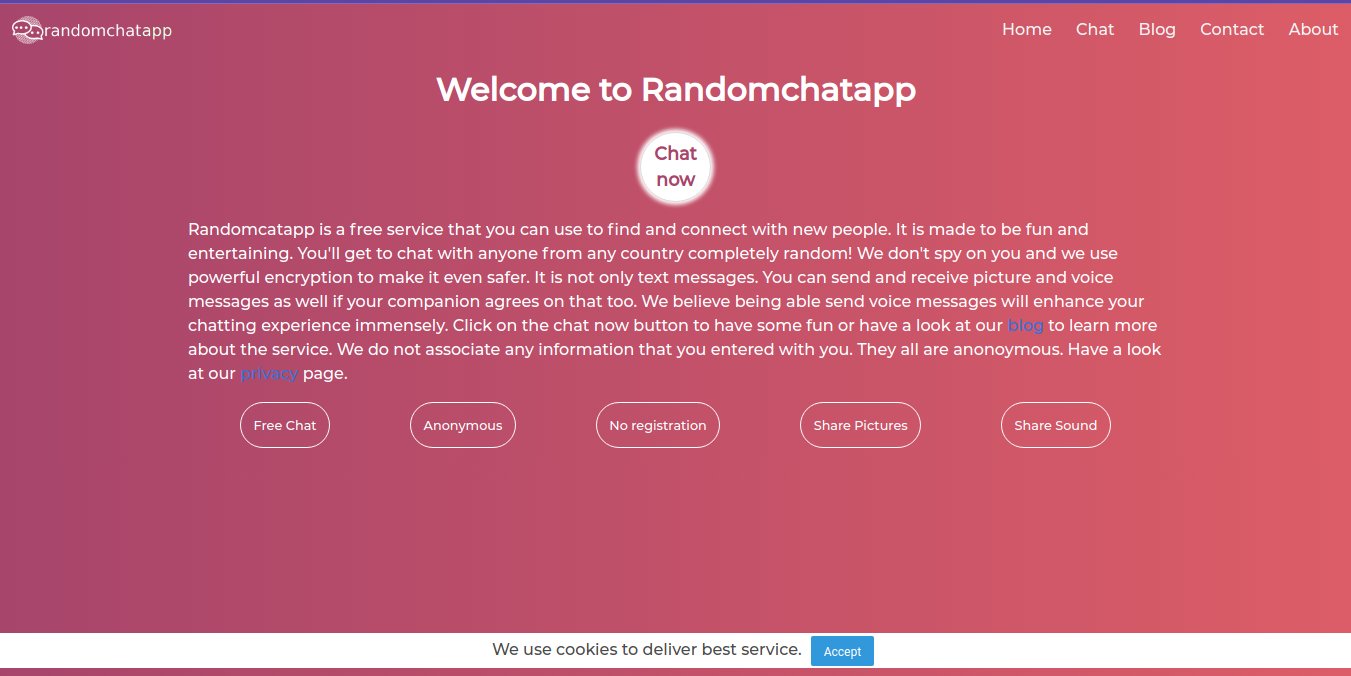 randomchatapp
Home Chat Blog Contact About
Welcome to Randomchatapp
Chat
now
Randomcatapp is a free service that you can use to find and connect with new people. It is made to be fun and
entertaining. You'll get to chat with anyone from any country completely random! We don't spy on you and we use
powerful encryption to make it even safer. It is not only text messages. You can send and receive picture and voice
messages as well if your companion agrees on that too. We believe being able send voice messages will enhance your
chatting experience immensely. Click on the chat now button to have some fun or have a look at our blog to learn more
about the service. We do not associate any information that you entered with you. They all are anonoymous. Have a look
at our privacy page.
Free Chat Anonymous No registration Share Pictures Share Sound
We use cookies to deliver best service. Accept